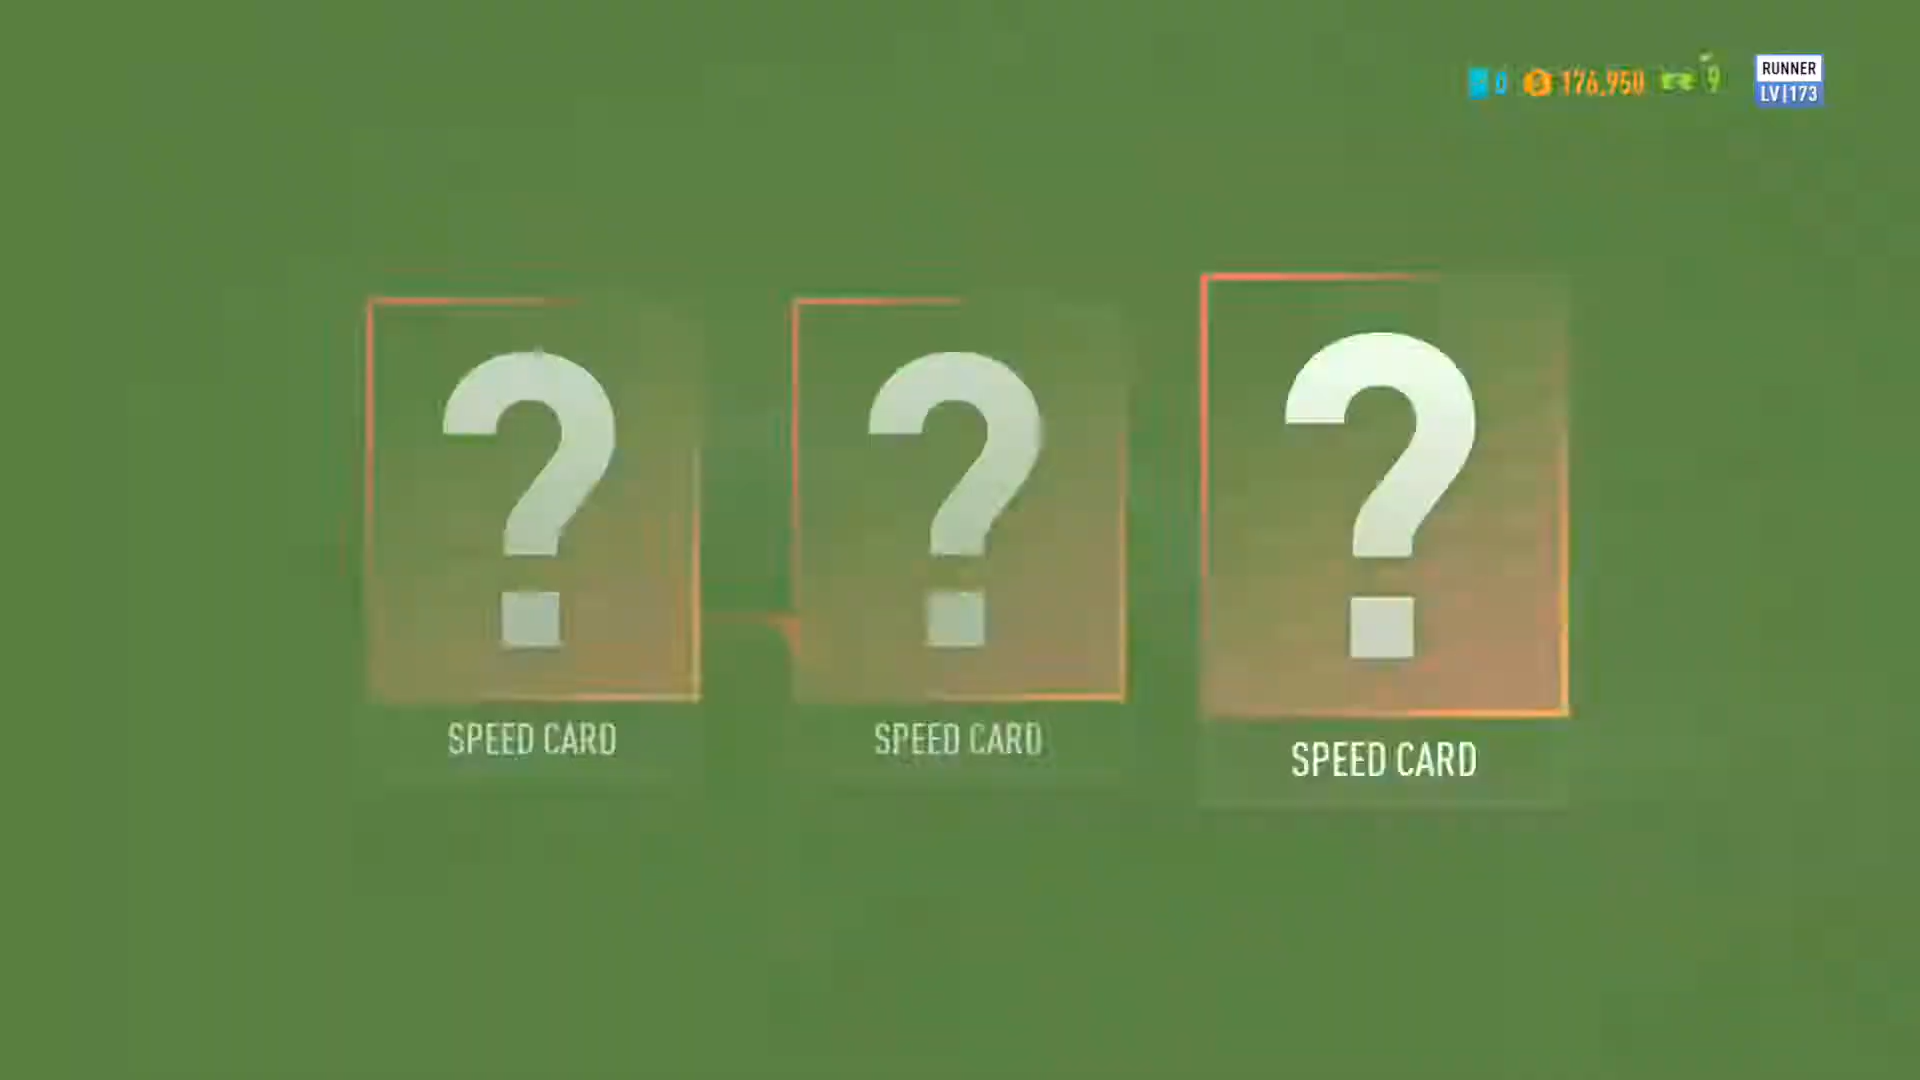 0 176,950 9
RUNNER
LV|173
? ? ?
SPEED CARD SPEED CARD SPEED CARD